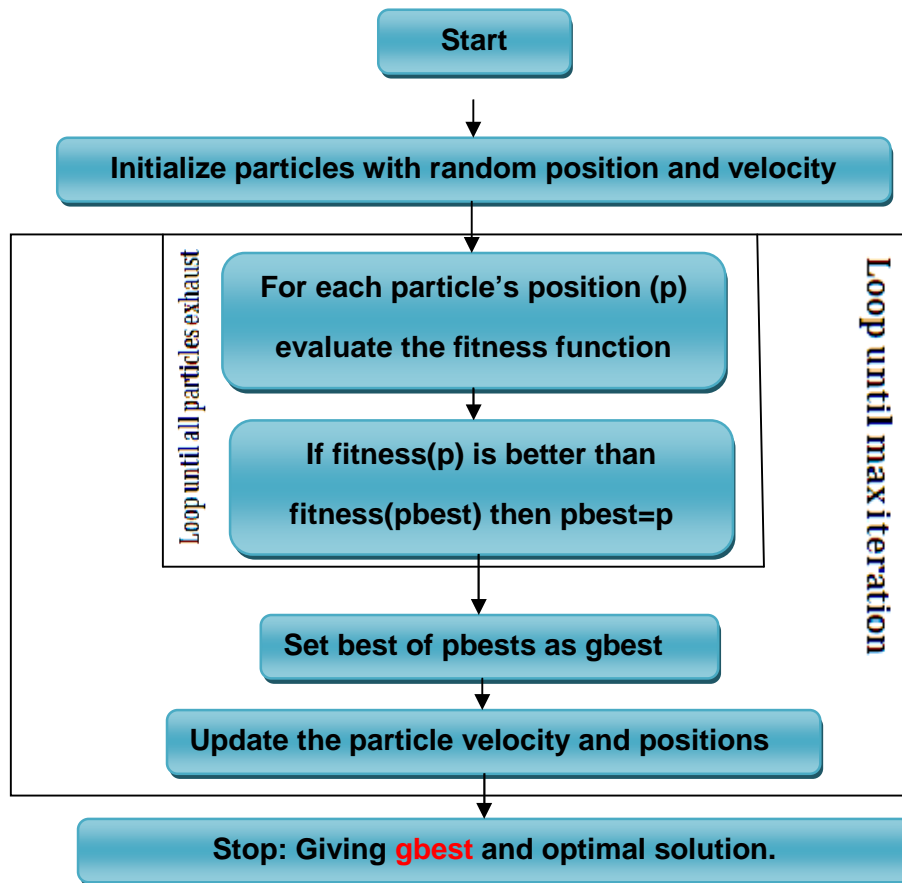 Start
Initialize particles with random position and velocity
Loop until all particles exhaust
For each particle’s position (p)
evaluate the fitness function
If fitness(p) is better than
fitness(pbest) then pbest=p
Loop until max iteration
Set best of pbests as gbest
Update the particle velocity and positions
Stop: Giving gbest and optimal solution.